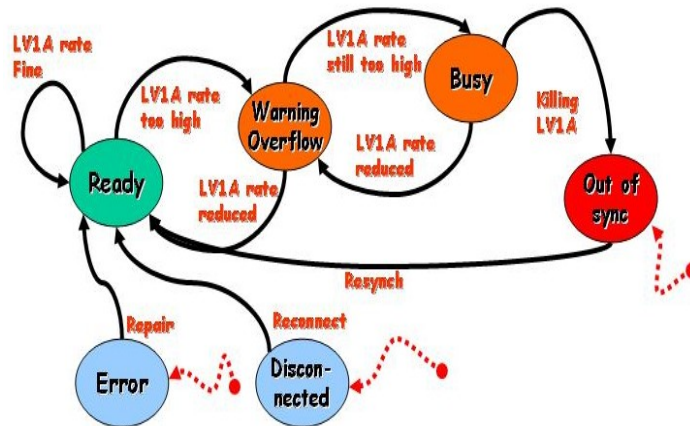 LV1A rate
Fine
LV1A rate
too high
LV1A rate
still too high
Busy
Killing
LV1A
Warning
Overflow
LV1A rate
reduced
Ready
LV1A rate
reduced
Out of
sync
Resynch
Repair
Reconnect
Error
Discon-
nected